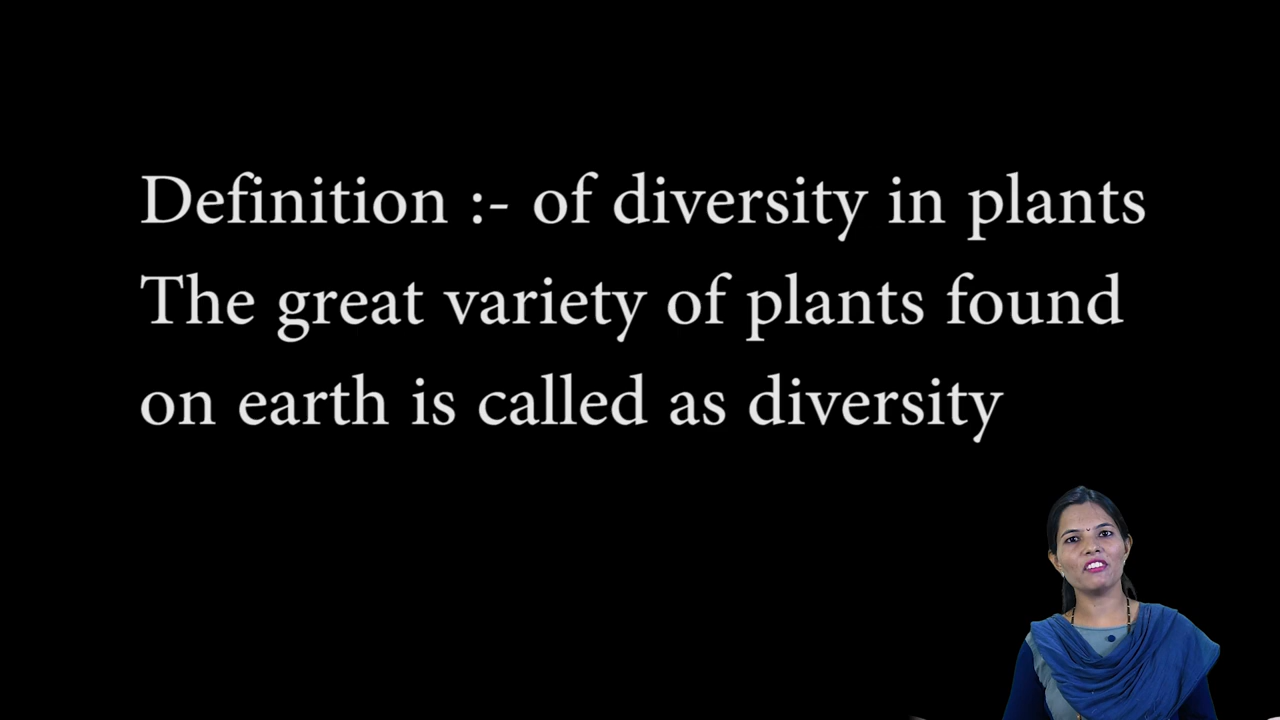 Definition :- of diversity in plants
The great variety of plants found
on earth is called as diversity